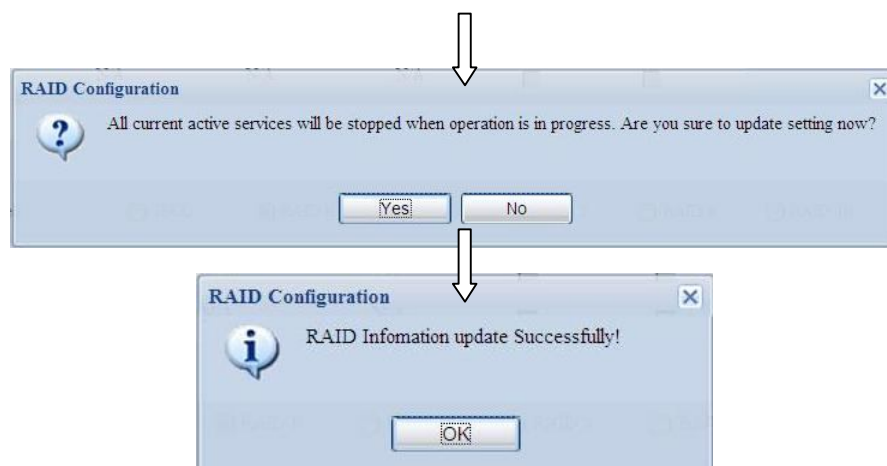 RAID Configuration
All current active services will be stopped when operation is in progress. Are you sure to update setting now?
Yes
No
RAID Configuration
RAID Infomation update Successfully!
OK